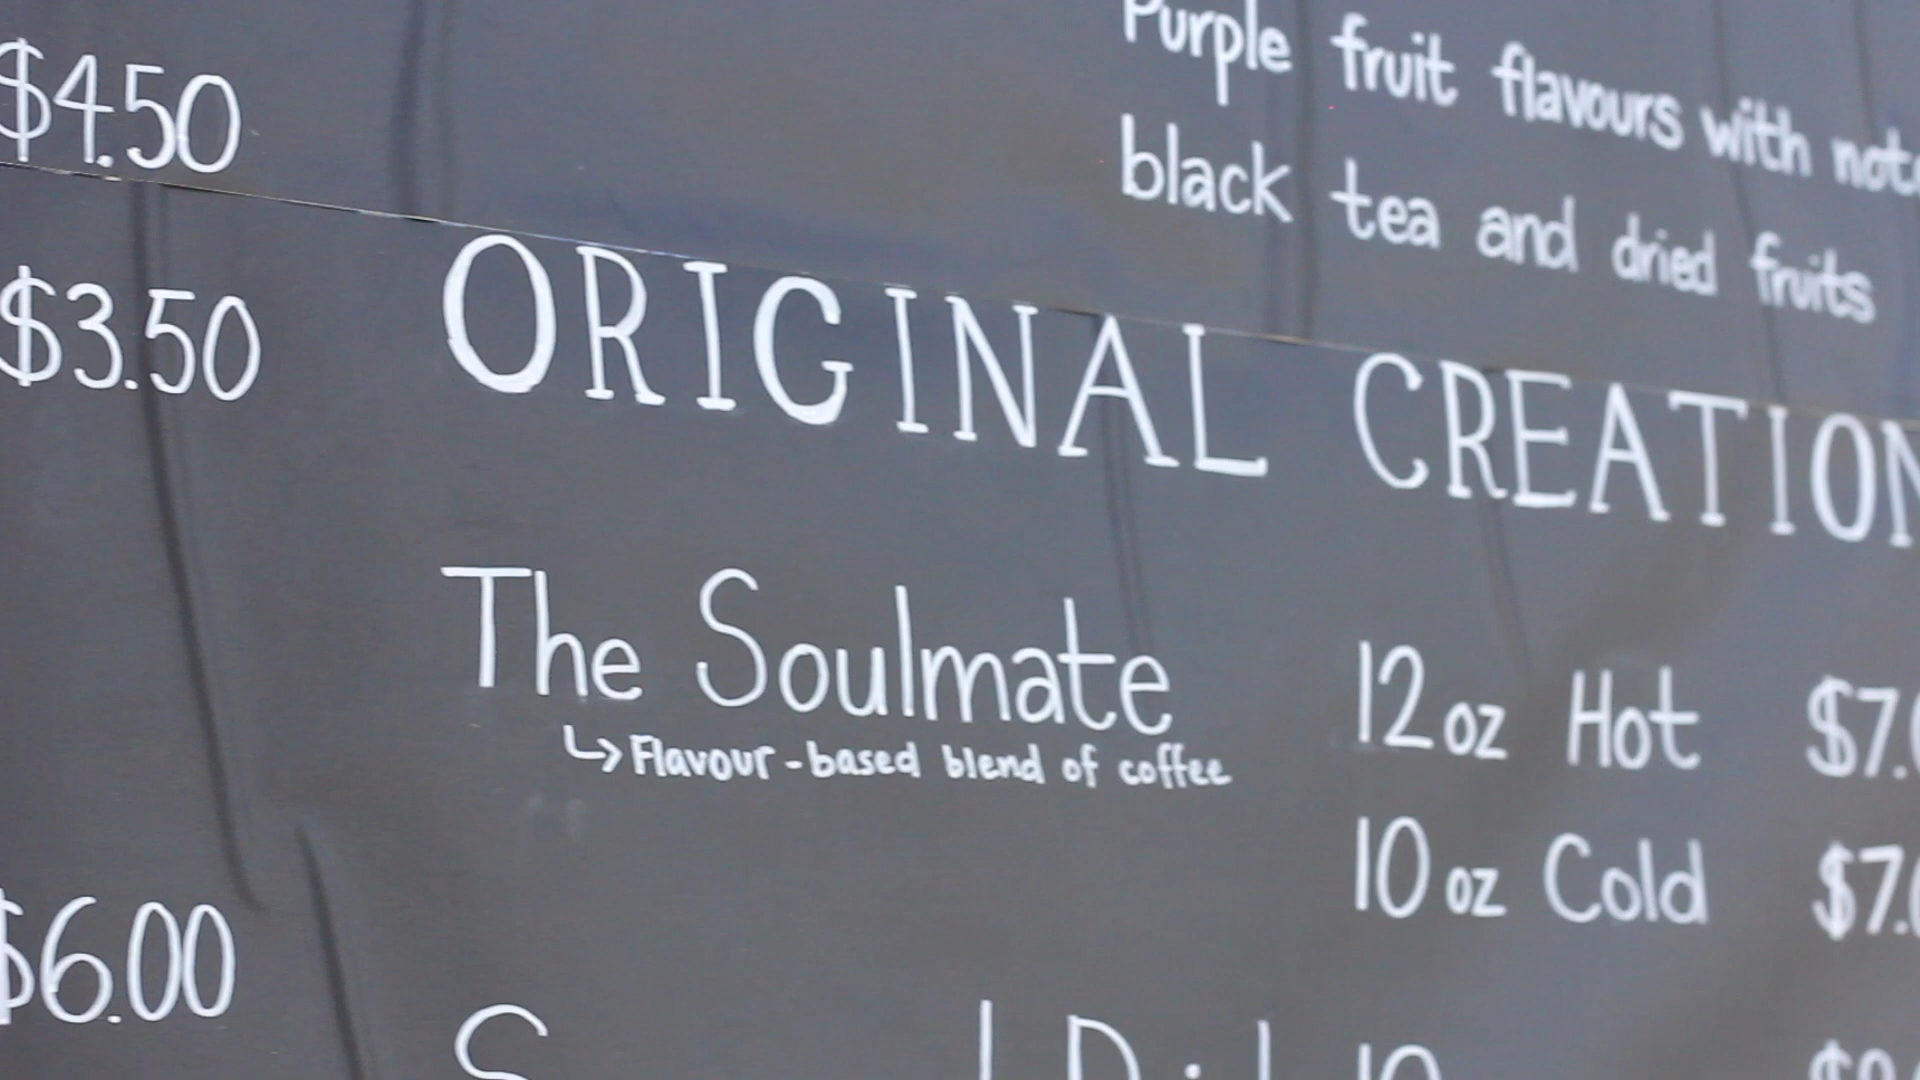 $4.50
$3.50
$6.00
Purple fruit flavours with
black tea and dried fruits
ORIGINAL
The Soulmate
↳ Flavour-based blend of coffee
12 oz Hot
10 oz Cold